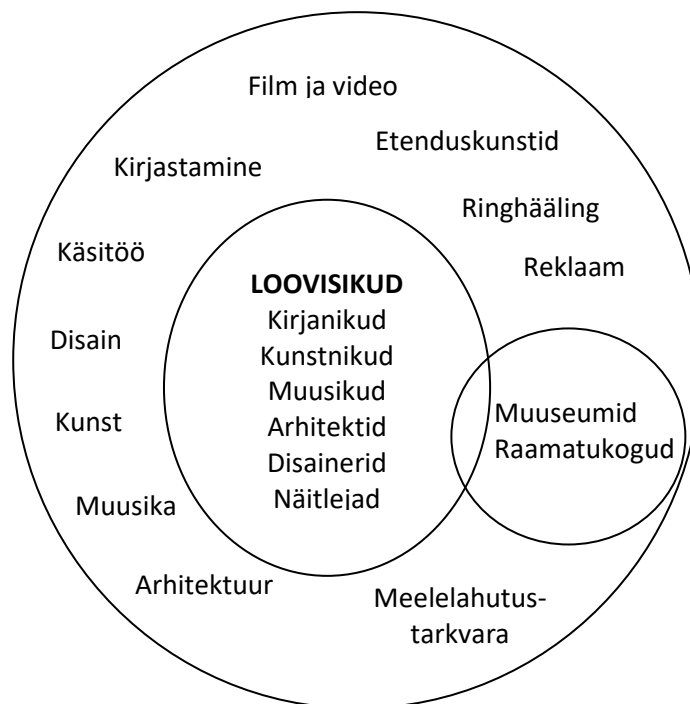 Film ja video
Etenduskunstid
Kirjastamine
Ringhääling
Käsitöö
Reklaam
LOOVISIKUD
Kirjanikud
Kunstnikud
Muusikud
Arhitektid
Disainerid
Näitlejad
Disain
Kunst
Muuseumid
Raamatukogud
Muusika
Arhitektuur
Meelelahutus-
tarkvara